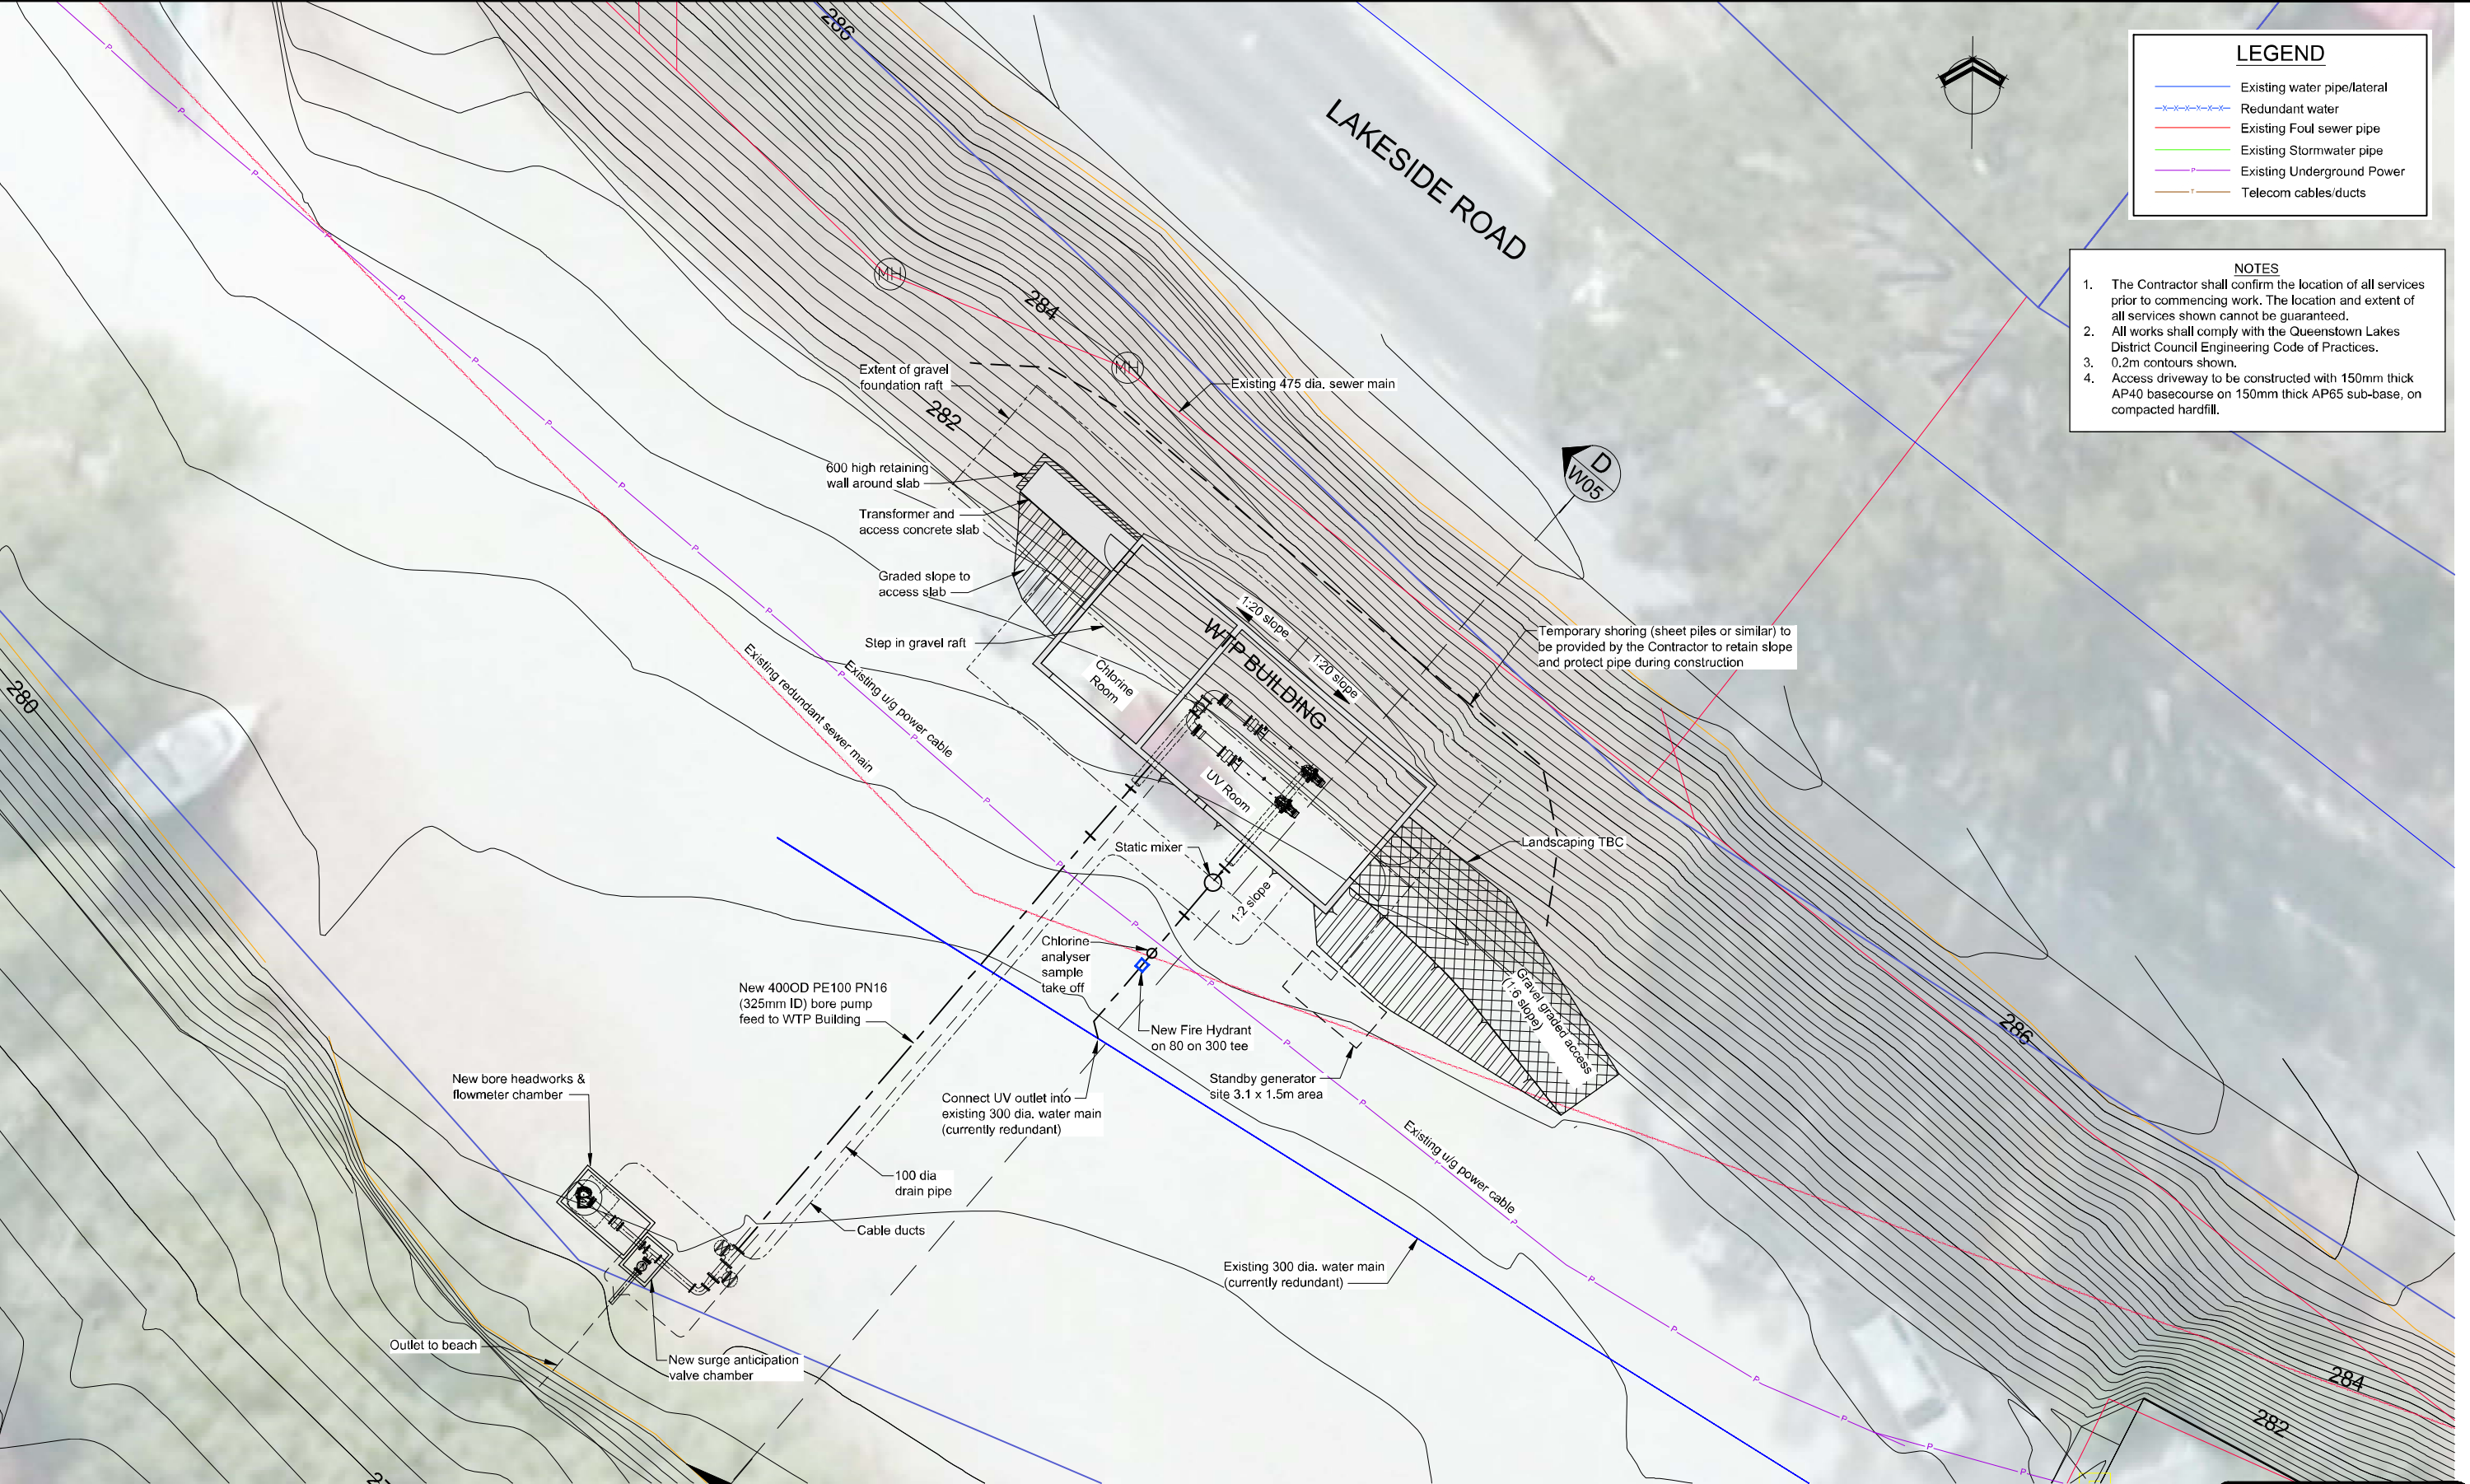 286
LAKESIDE ROAD
LEGEND
Existing water pipe/lateral
Redundant water
Existing Foul sewer pipe
Existing Stormwater pipe
Existing Underground Power
Telecom cables/ducts
NOTES
1. The Contractor shall confirm the location of all services
prior to commencing work. The location and extent of
all services shown cannot be guaranteed.
2. All works shall comply with the Queenstown Lakes
District Council Engineering Code of Practices.
3. 0.2m contours shown.
4. Access driveway to be constructed with 150mm thick
AP40 basecourse on 150mm thick AP65 sub-base, on
compacted hardfill.
MH
284
MH
Extent of gravel
foundation raft
Existing 475 dia. sewer main
282
D
W05
600 high retaining
wall around slab
Transformer and
access concrete slab
Graded slope to
access slab
Step in gravel raft
1:20 slope
WTP BUILDING
1:20 slope
Temporary shoring (sheet piles or similar) to
be provided by the Contractor to retain slope
and protect pipe during construction
Chlorine
Room
UV Room
Existing redundant sewer main
Existing u/g power cable
280
Static mixer
Landscaping TBC
1:2 slope
Chlorine
analyser
sample
take off
New 400OD PE100 PN16
(325mm ID) bore pump
feed to WTP Building
New Fire Hydrant
on 80 on 300 tee
Gravel graded access
(1:6 slope)
286
Standby generator
site 3.1 x 1.5m area
New bore headworks &
flowmeter chamber
Connect UV outlet into
existing 300 dia. water main
(currently redundant)
Existing u/g power cable
100 dia
drain pipe
Cable ducts
Existing 300 dia. water main
(currently redundant)
Outlet to beach
New surge anticipation
valve chamber
284
282